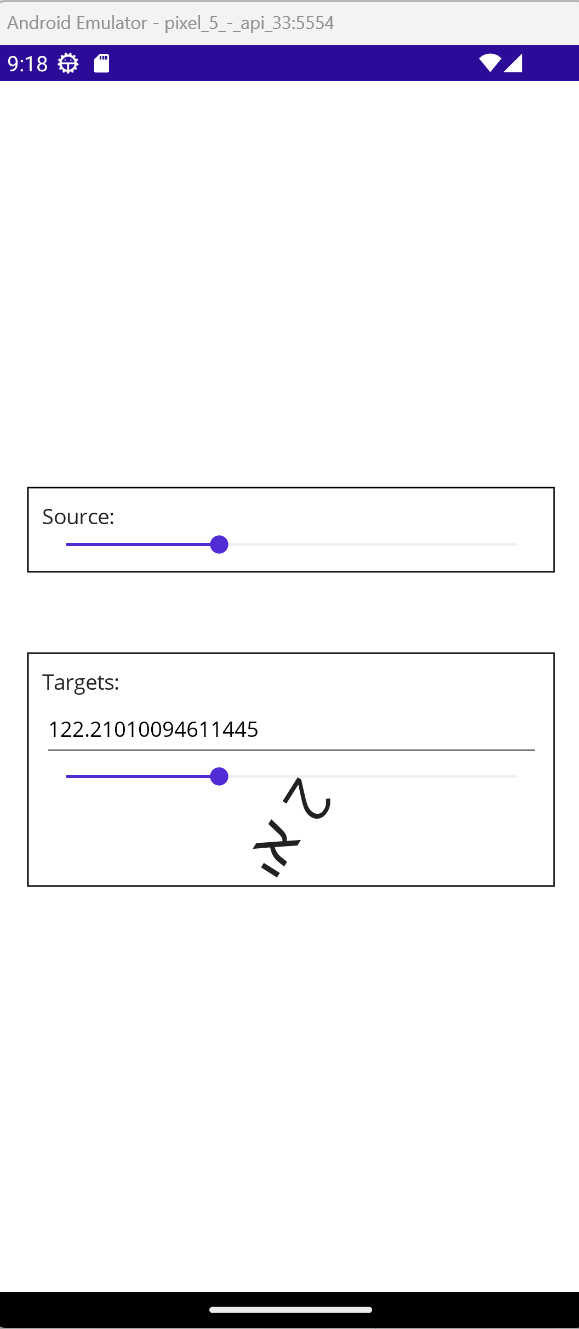 Android Emulator - pixel_5_-_api_33:5554
9:18
Source:
Targets:
122.21010094611445